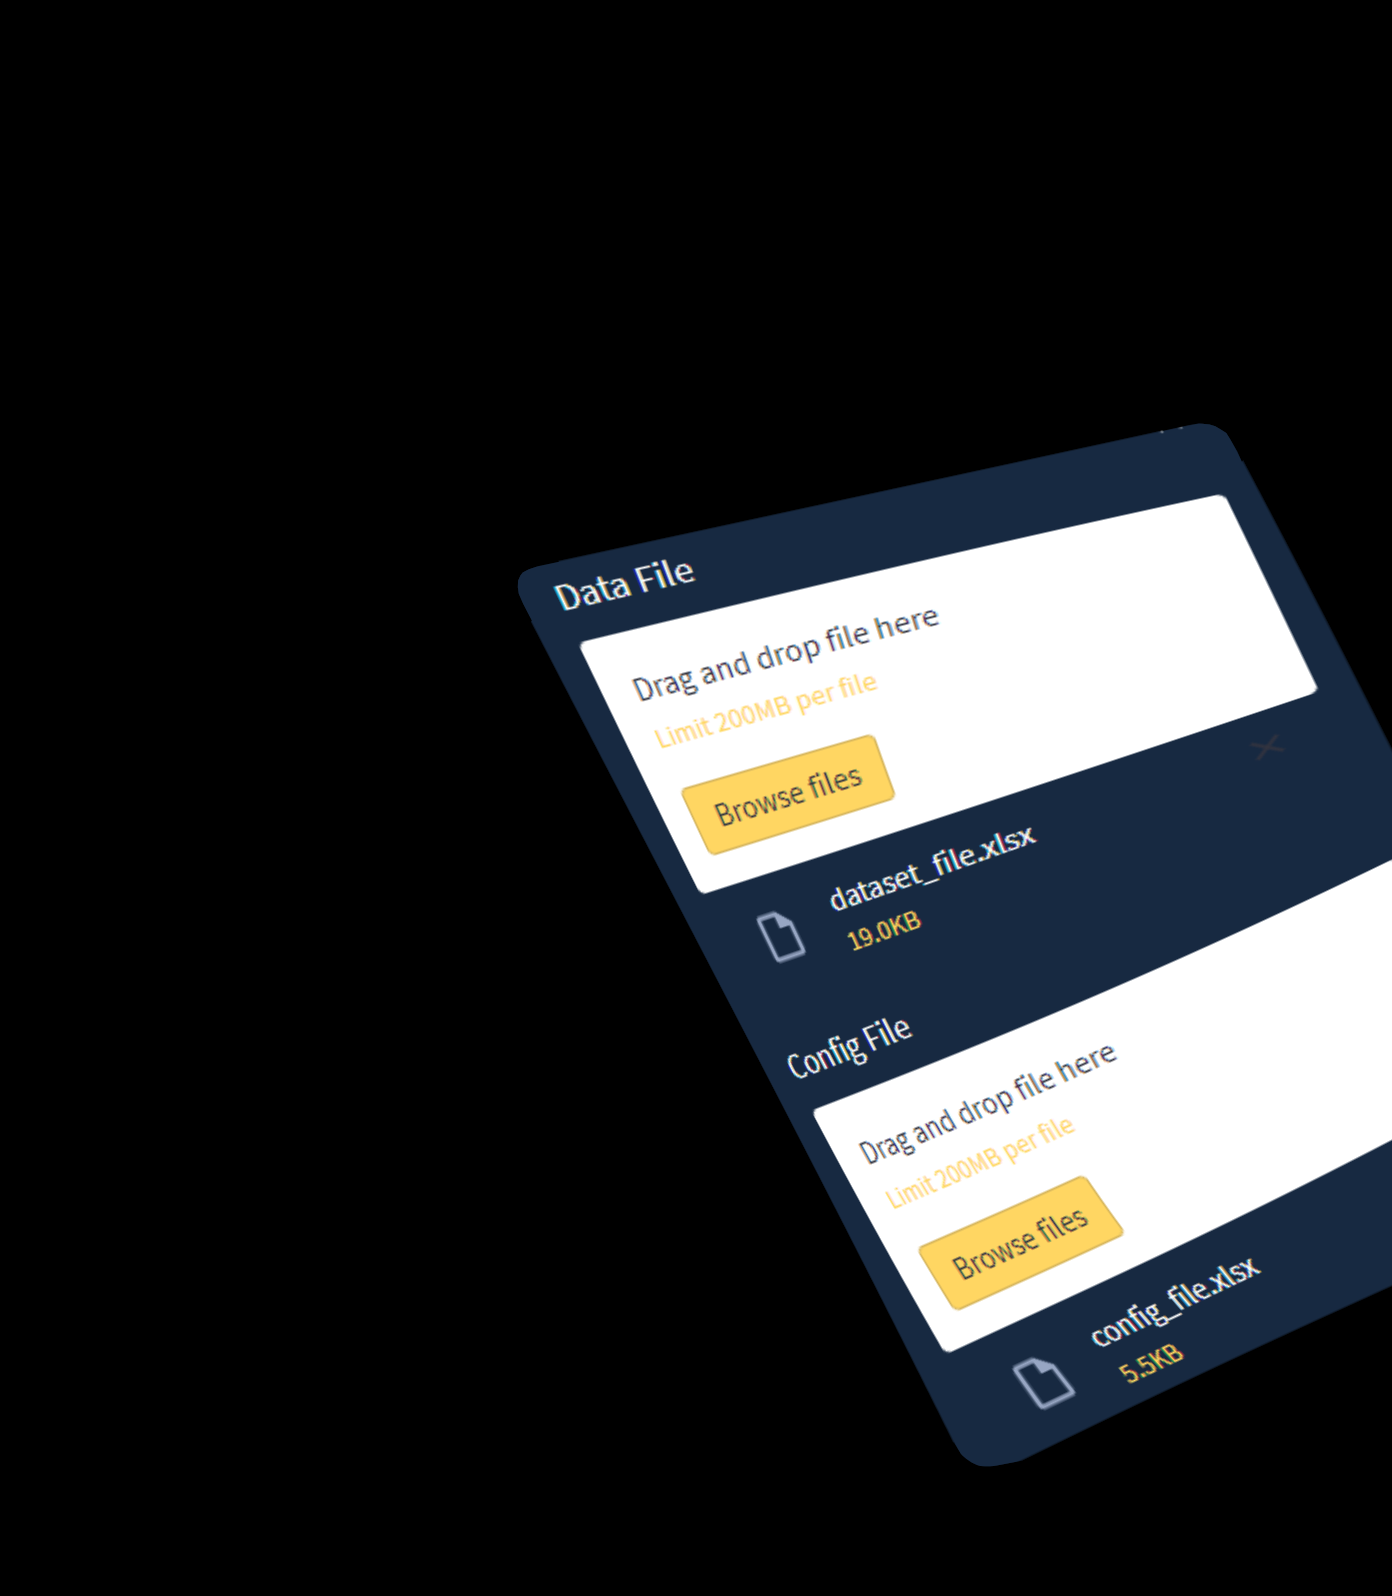 Data File
Drag and drop file here
Limit 200MB per file
Browse files
dataset_file.xlsx
19.0KB
Config File
Drag and drop file here
Limit 200MB per file
Browse files
config_file.xlsx
5.5KB